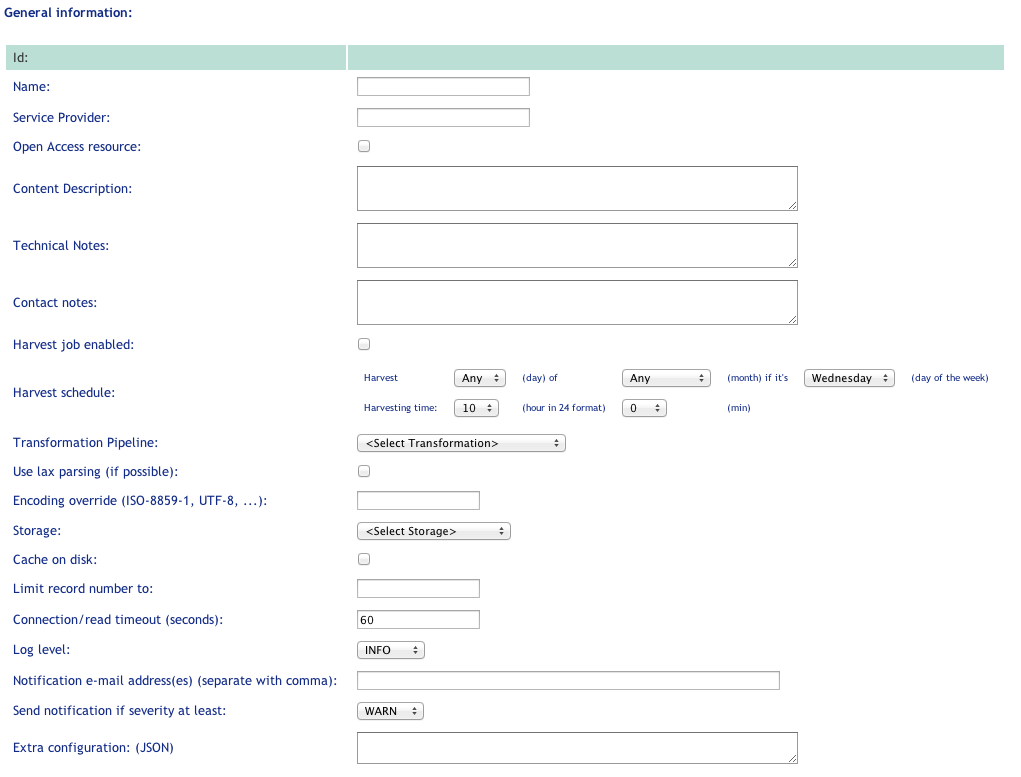 General information:
Id:
Name:
Service Provider:
Open Access resource:
Content Description:
Technical Notes:
Contact notes:
Harvest job enabled:
Harvest schedule:
Harvest Any (day) of Any (month) if it's Wednesday (day of the week)
Harvesting time: 10 (hour in 24 format) 0 (min)
Transformation Pipeline: <Select Transformation>
Use lax parsing (if possible):
Encoding override (ISO-8859-1, UTF-8, ...):
Storage: <Select Storage>
Cache on disk:
Limit record number to:
Connection/read timeout (seconds): 60
Log level: INFO
Notification e-mail address(es) (separate with comma):
Send notification if severity at least: WARN
Extra configuration: (JSON)